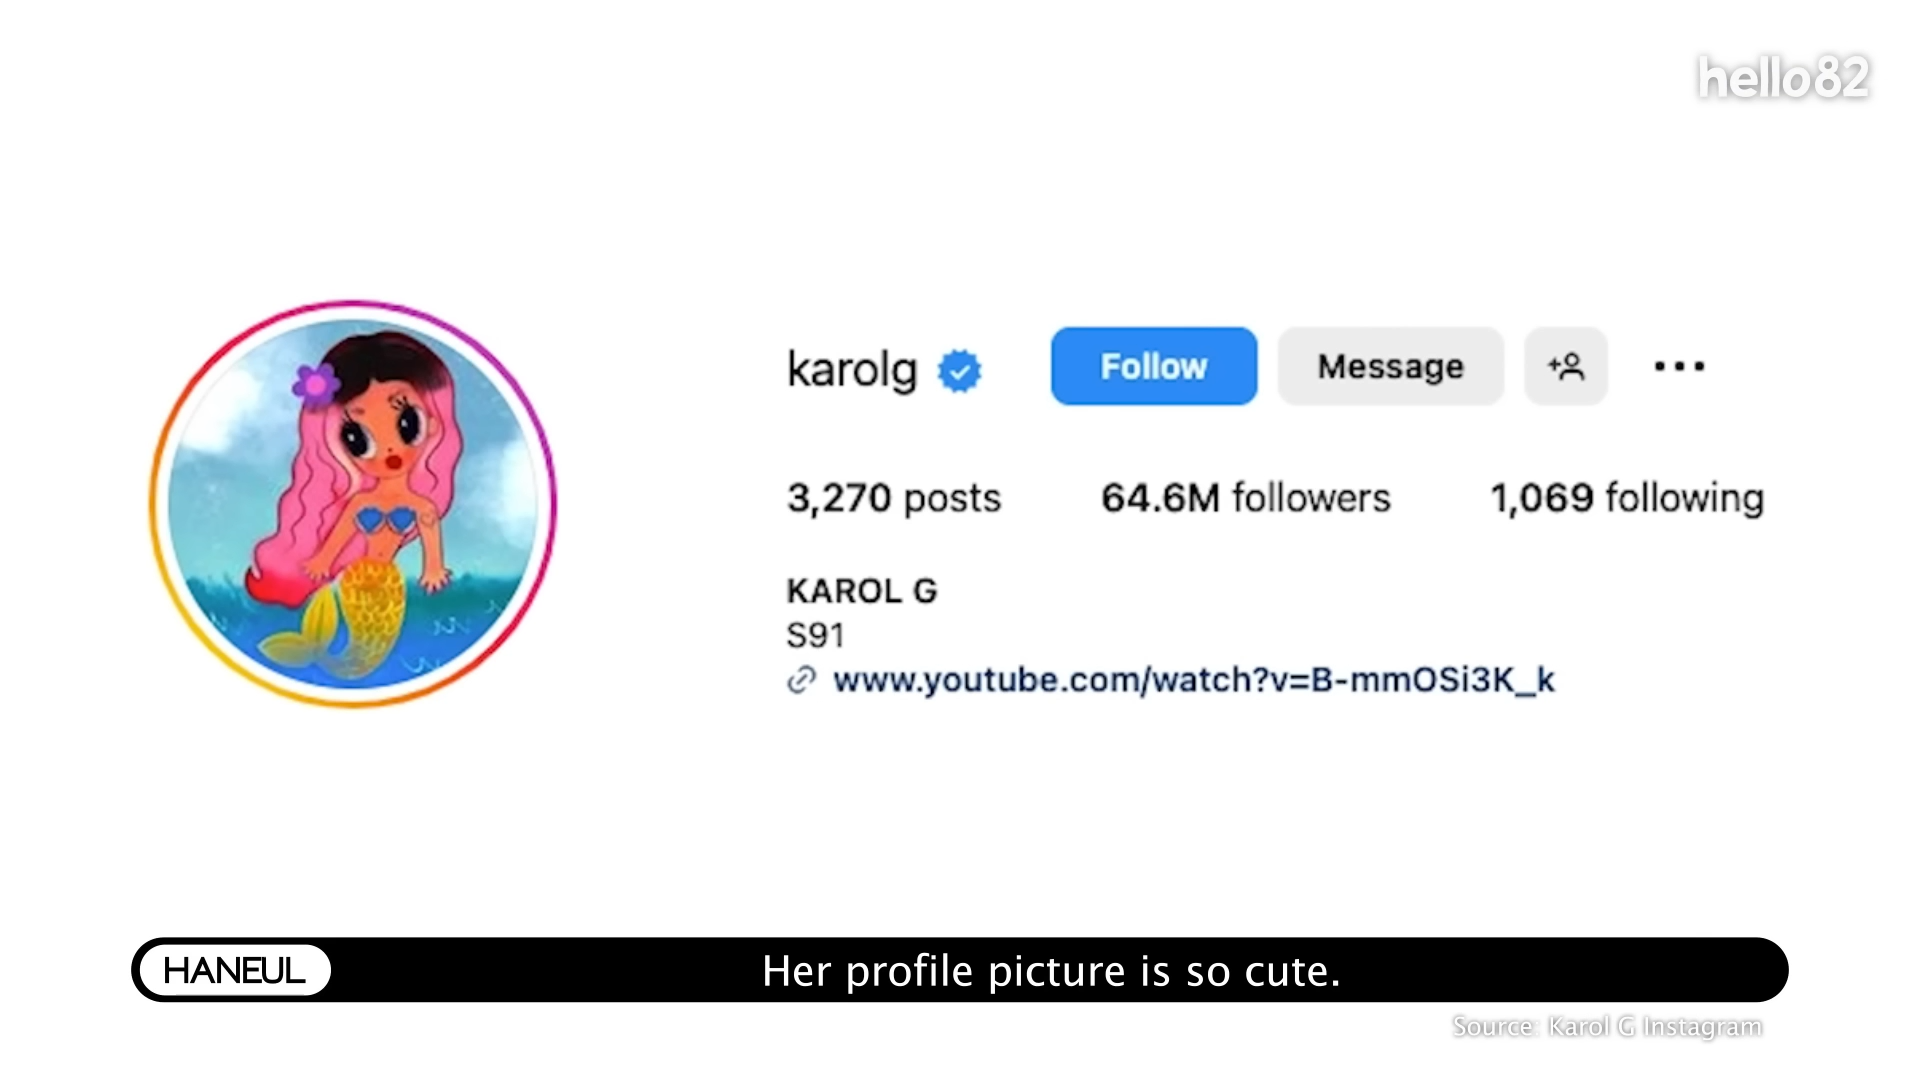 hello82
karolg
Follow
Message
3,270 posts
64.6M followers
1,069 following
KAROL G
S91
www.youtube.com/watch?v=B-mmOSi3K_k
HANEUL
Her profile picture is so cute.
Source: Karol G Instagram